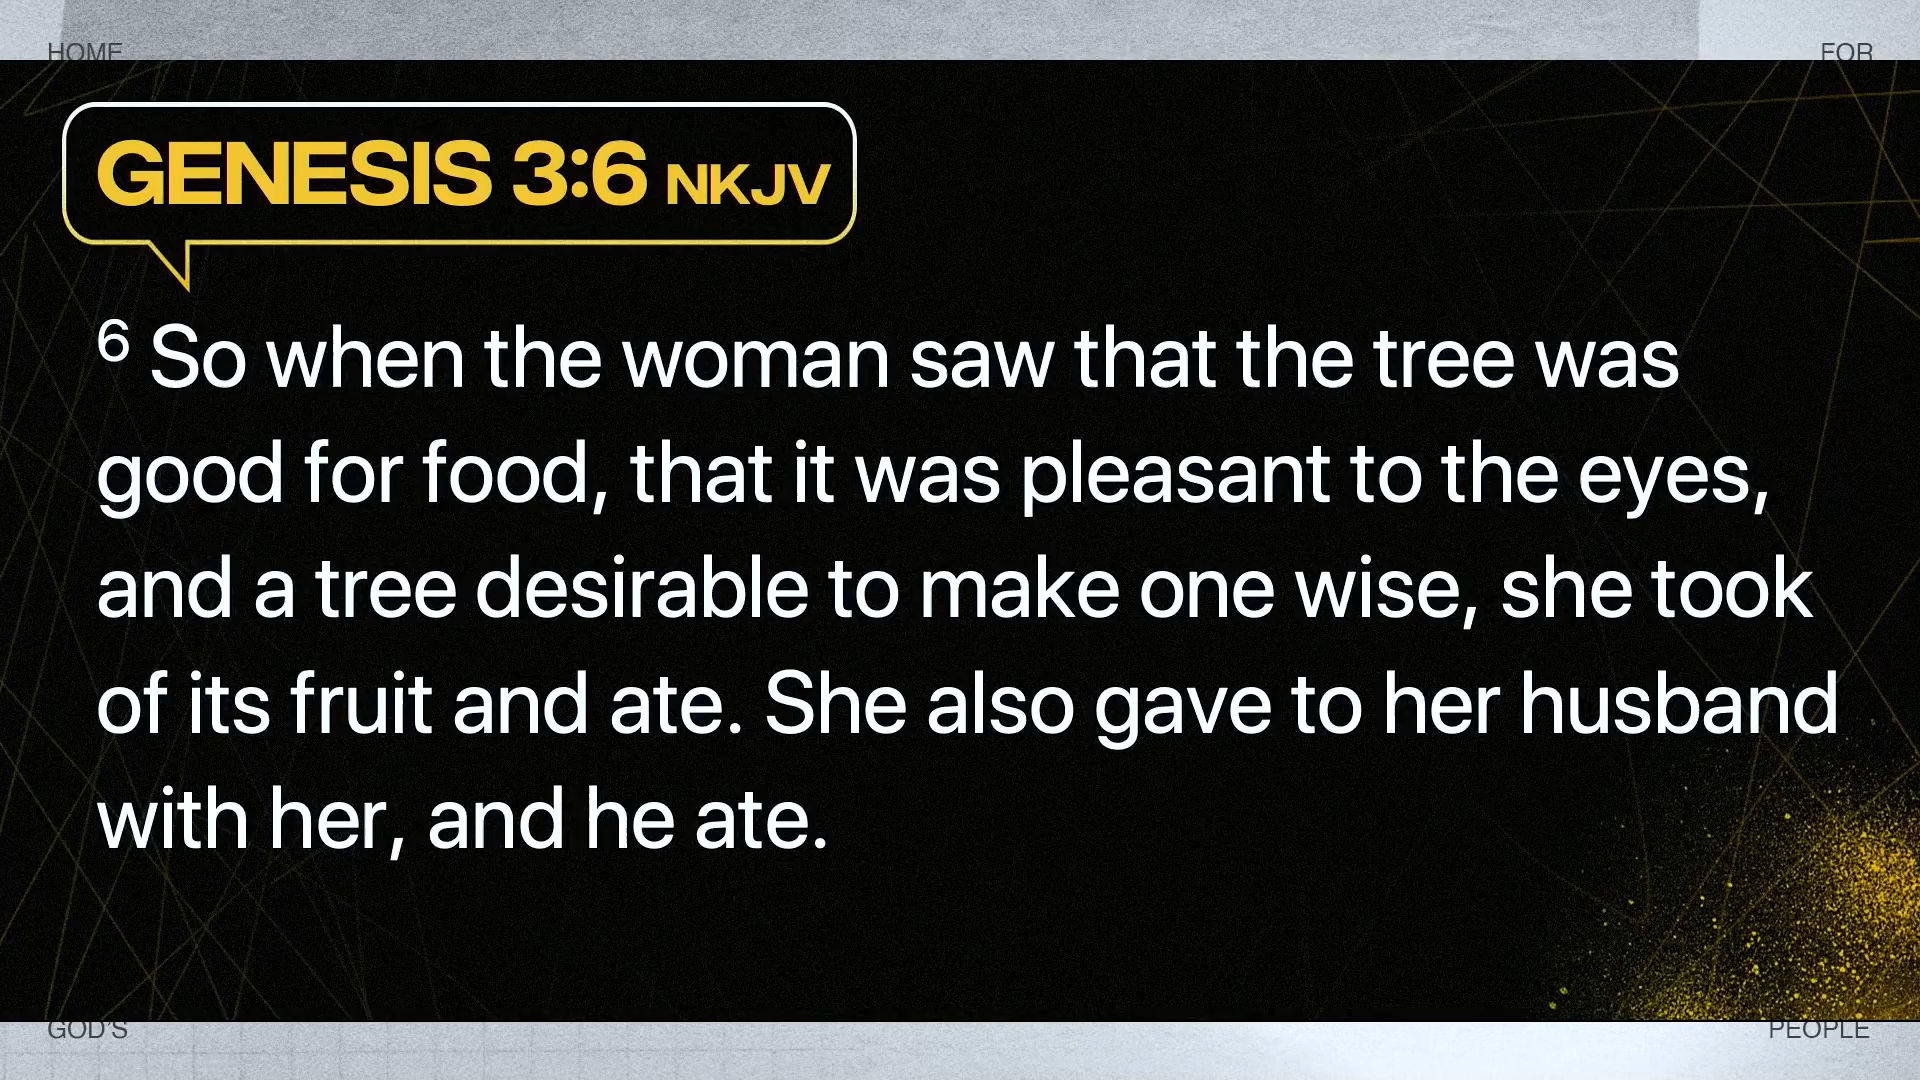 HOME
FOR
GENESIS 3:6 NKJV
6 So when the woman saw that the tree was
good for food, that it was pleasant to the eyes,
and a tree desirable to make one wise, she took
of its fruit and ate. She also gave to her husband
with her, and he ate.
GOD'S
PEOPLE